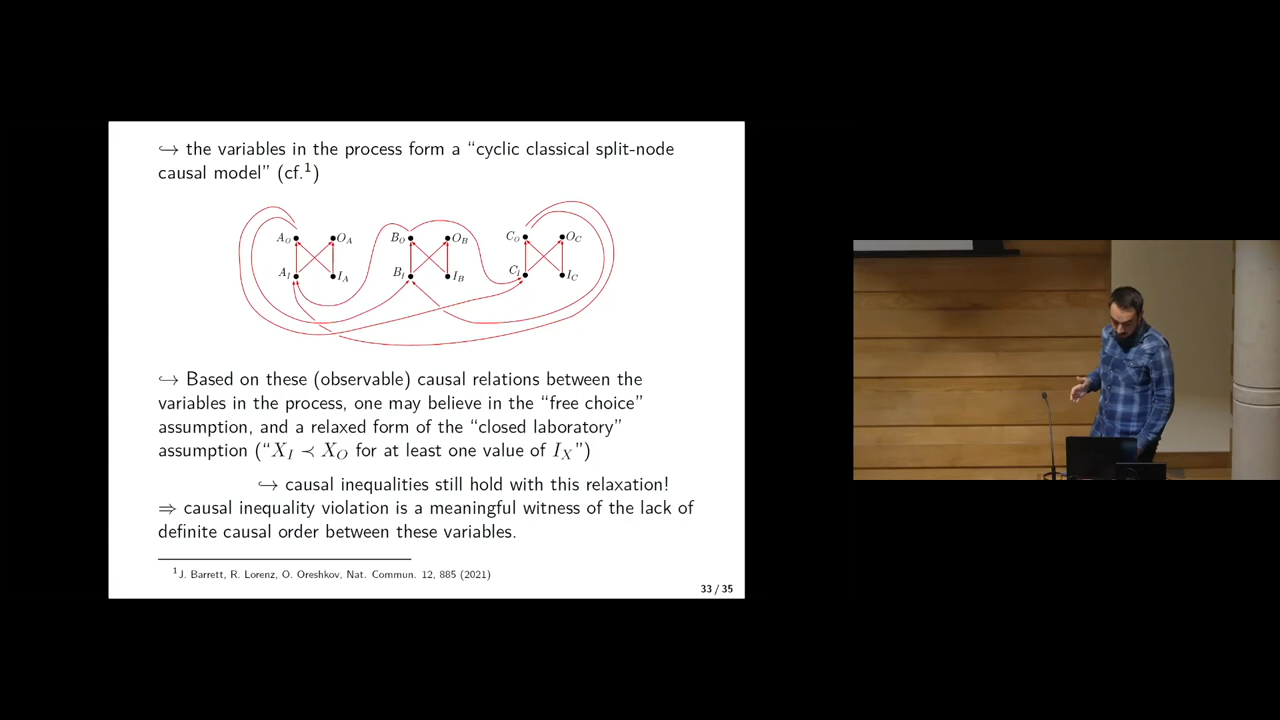 ↪ the variables in the process form a “cyclic classical split-node
causal model” (cf.¹)
A_O O_A B_O O_B C_O O_C
A_I I_A B_I I_B C_I I_C
↪ Based on these (observable) causal relations between the
variables in the process, one may believe in the “free choice”
assumption, and a relaxed form of the “closed laboratory”
assumption (“X_I ≺ X_O for at least one value of I_X”)
↪ causal inequalities still hold with this relaxation!
⇒ causal inequality violation is a meaningful witness of the lack of
definite causal order between these variables.
¹J. Barrett, R. Lorenz, O. Oreshkov, Nat. Commun. 12, 885 (2021)
33 / 35